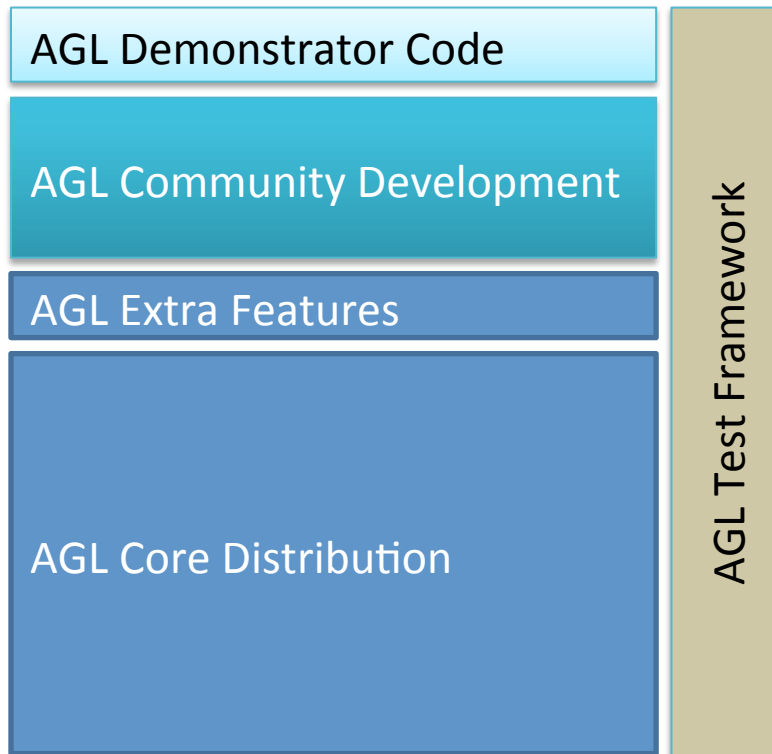 AGL Demonstrator Code
AGL Community Development
AGL Extra Features
AGL Core Distribution
AGL Test Framework